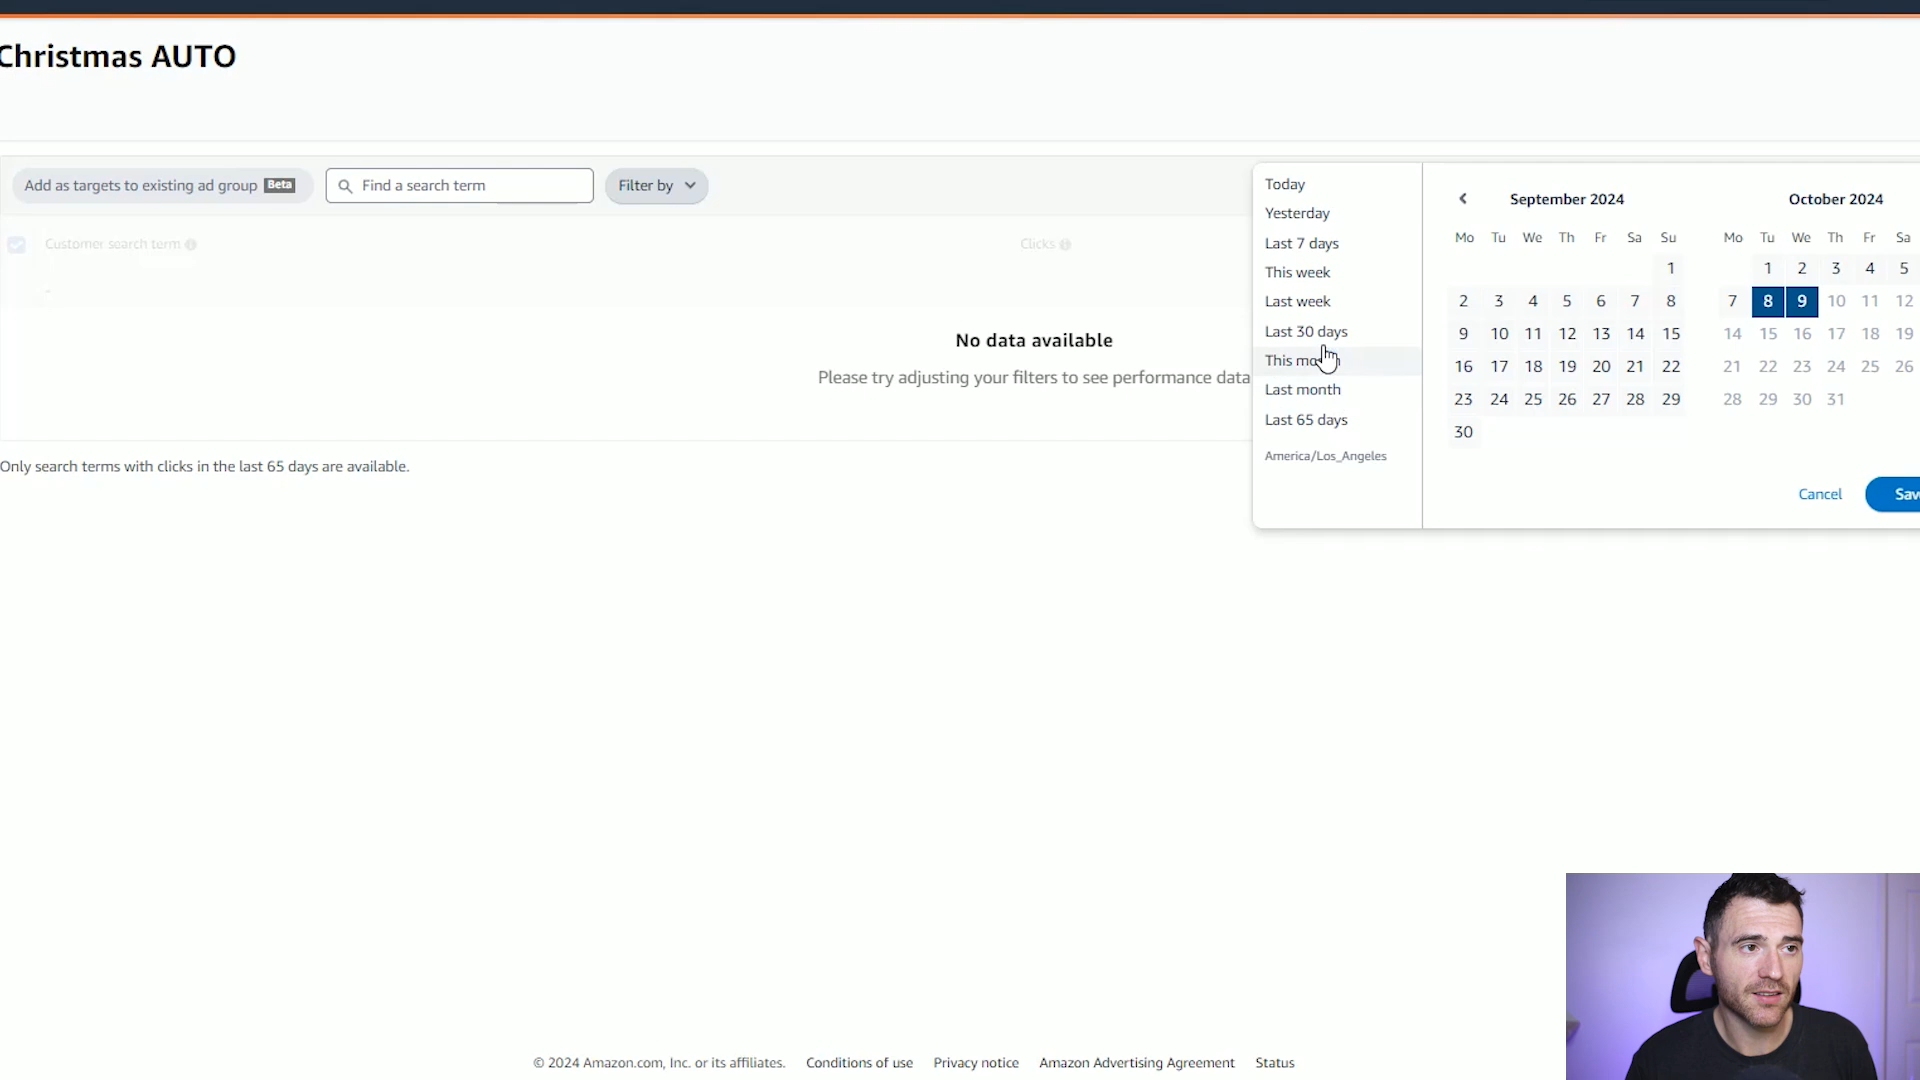 Christmas AUTO
Add as targets to existing ad group Beta
Find a search term
Filter by
Customer search term
Clicks
-
No data available
Please try adjusting your filters to see performance data
Only search terms with clicks in the last 65 days are available.
Today
Yesterday
Last 7 days
This week
Last week
Last 30 days
This mo
Last month
Last 65 days
America/Los_Angeles
September 2024
Mo Tu We Th Fr Sa Su
1
2 3 4 5 6 7 8
9 10 11 12 13 14 15
16 17 18 19 20 21 22
23 24 25 26 27 28 29
30
October 2024
Mo Tu We Th Fr Sa
1 2 3 4 5
7 8 9 10 11 12
14 15 16 17 18 19
21 22 23 24 25 26
28 29 30 31
Cancel
Sav
© 2024 Amazon.com, Inc. or its affiliates. Conditions of use Privacy notice Amazon Advertising Agreement Status